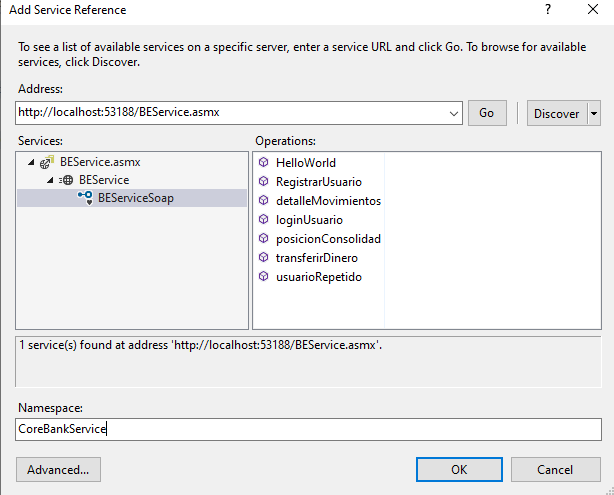 Add Service Reference
? X
To see a list of available services on a specific server, enter a service URL and click Go. To browse for available
services, click Discover.
Address:
http://localhost:53188/BEService.asmx
Go
Discover
Services:
Operations:
BEService.asmx
BEService
BEServiceSoap
HelloWorld
RegistrarUsuario
detalleMovimientos
loginUsuario
posicionConsolidad
transferirDinero
usuarioRepetido
1 service(s) found at address 'http://localhost:53188/BEService.asmx'.
Namespace:
CoreBankService
Advanced...
OK
Cancel